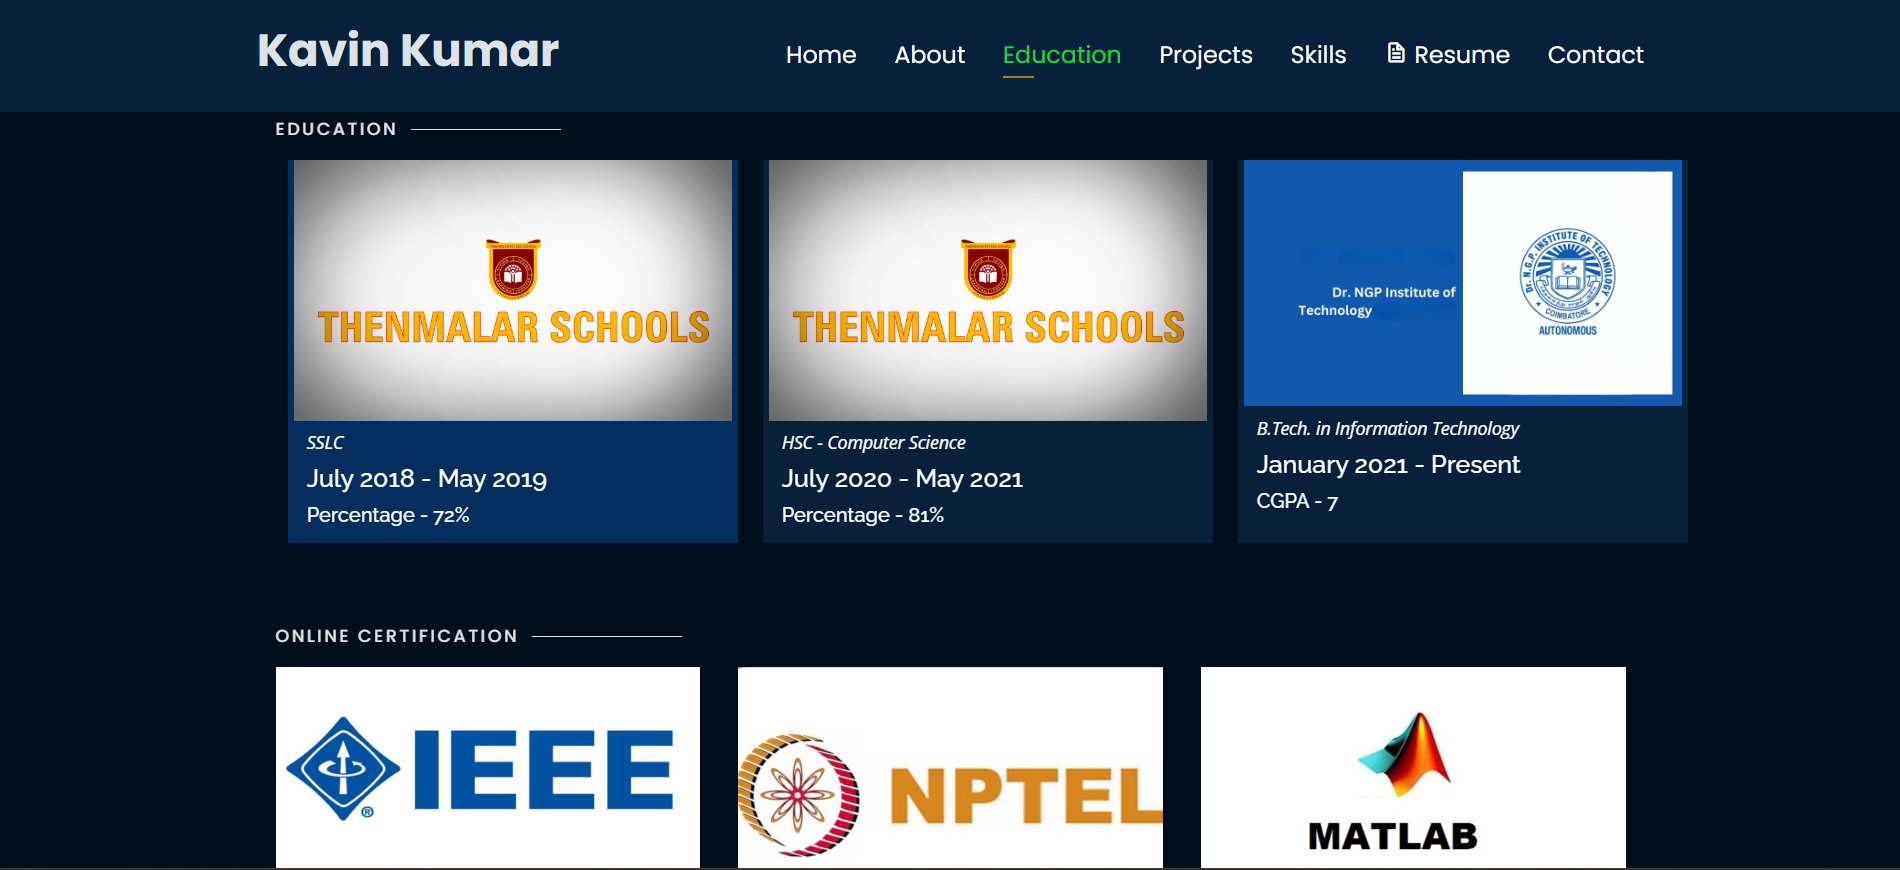 Kavin Kumar
Home About Education Projects Skills Resume Contact
EDUCATION
THENMALAR SCHOOLS
SSLC
July 2018 - May 2019
Percentage - 72%
THENMALAR SCHOOLS
HSC - Computer Science
July 2020 - May 2021
Percentage - 81%
Dr. NGP Institute of
Technology
Dr. N.G.P. INSTITUTE OF TECHNOLOGY
COIMBATORE
AUTONOMOUS
B.Tech. in Information Technology
January 2021 - Present
CGPA - 7
ONLINE CERTIFICATION
IEEE
®
NPTEL
MATLAB